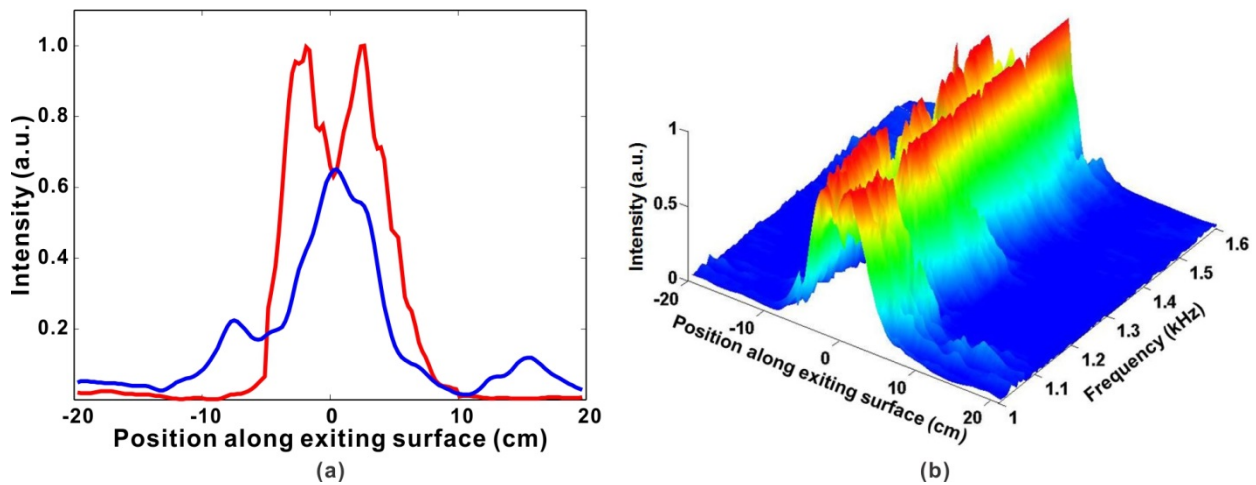 1.0
0.8
0.6
0.4
0.2
Intensity (a.u.)
-20 -10 0 10 20
Position along exiting surface (cm)
(a)
1
0.5
0
Intensity (a.u.)
-20
-10
0
10
20
Position along exiting surface (cm)
1
1.1
1.2
1.3
1.4
1.5
1.6
Frequency (kHz)
(b)